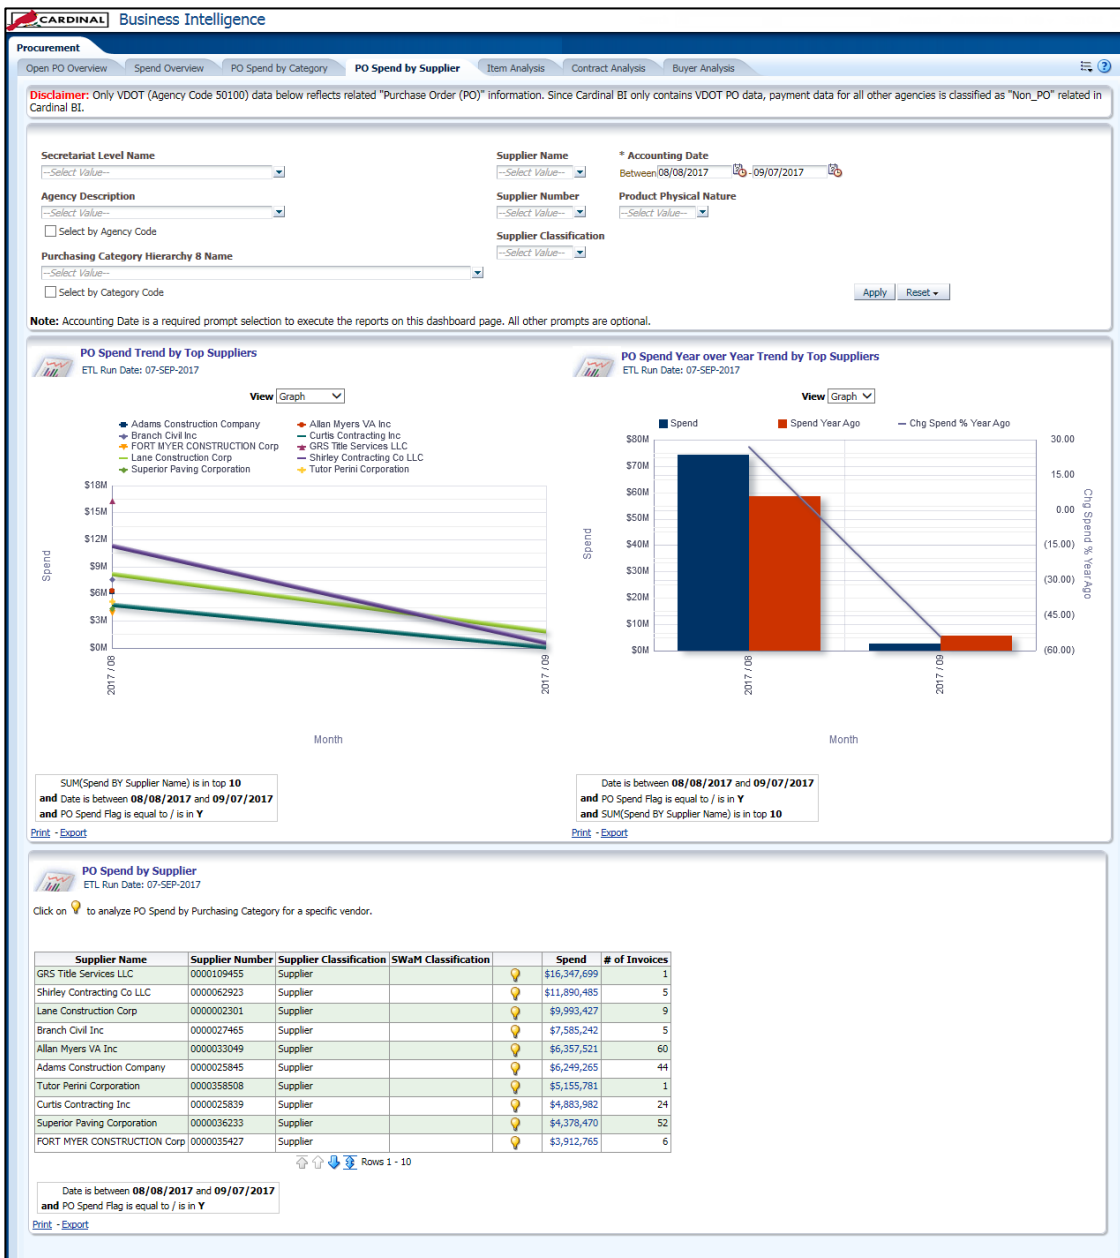 CARDINAL Business Intelligence
Procurement
Open PO Overview Spend Overview PO Spend by Category PO Spend by Supplier Item Analysis Contract Analysis Buyer Analysis
Disclaimer: Only VDOT (Agency Code 50100) data below reflects related "Purchase Order (PO)" information. Since Cardinal BI only contains VDOT PO data, payment data for all other agencies is classified as "Non_PO" related in
Cardinal BI.
Secretariat Level Name Supplier Name * Accounting Date
--Select Value-- --Select Value-- Between 08/08/2017 - 09/07/2017
Agency Description Supplier Number Product Physical Nature
--Select Value-- --Select Value-- --Select Value--
Select by Agency Code
Supplier Classification
--Select Value--
Purchasing Category Hierarchy 8 Name
--Select Value--
Select by Category Code
Apply Reset
Note: Accounting Date is a required prompt selection to execute the reports on this dashboard page. All other prompts are optional.
PO Spend Trend by Top Suppliers
ETL Run Date: 07-SEP-2017
View Graph
Adams Construction Company Allan Myers VA Inc
Branch Civil Inc Curtis Contracting Inc
FORT MYER CONSTRUCTION Corp GRS Title Services LLC
Lane Construction Corp Shirley Contracting Co LLC
Superior Paving Corporation Tutor Perini Corporation
$18M
$15M
$12M
$9M
$6M
$3M
$0M
Spend
2017 / 08
2017 / 09
Month
SUM(Spend BY Supplier Name) is in top 10
and Date is between 08/08/2017 and 09/07/2017
and PO Spend Flag is equal to / is in Y
Print - Export
PO Spend Year over Year Trend by Top Suppliers
ETL Run Date: 07-SEP-2017
View Graph
Spend Spend Year Ago Chg Spend % Year Ago
$80M
$70M
$60M
$50M
$40M
$30M
$20M
$10M
$0M
Spend
30.00
15.00
0.00
(15.00)
(30.00)
(45.00)
(60.00)
Chg Spend % Year Ago
2017 / 08
2017 / 09
Month
Date is between 08/08/2017 and 09/07/2017
and PO Spend Flag is equal to / is in Y
and SUM(Spend BY Supplier Name) is in top 10
Print - Export
PO Spend by Supplier
ETL Run Date: 07-SEP-2017
Click on to analyze PO Spend by Purchasing Category for a specific vendor.
Supplier Name Supplier Number Supplier Classification SWaM Classification Spend # of Invoices
GRS Title Services LLC 0000109455 Supplier $16,347,699 1
Shirley Contracting Co LLC 0000062923 Supplier $11,890,485 5
Lane Construction Corp 0000002301 Supplier $9,993,427 9
Branch Civil Inc 0000027465 Supplier $7,585,242 5
Allan Myers VA Inc 0000033049 Supplier $6,357,521 60
Adams Construction Company 0000025845 Supplier $6,249,265 44
Tutor Perini Corporation 0000358508 Supplier $5,155,781 1
Curtis Contracting Inc 0000025839 Supplier $4,883,982 24
Superior Paving Corporation 0000036233 Supplier $4,378,470 52
FORT MYER CONSTRUCTION Corp 0000035427 Supplier $3,912,765 6
Rows 1 - 10
Date is between 08/08/2017 and 09/07/2017
and PO Spend Flag is equal to / is in Y
Print - Export